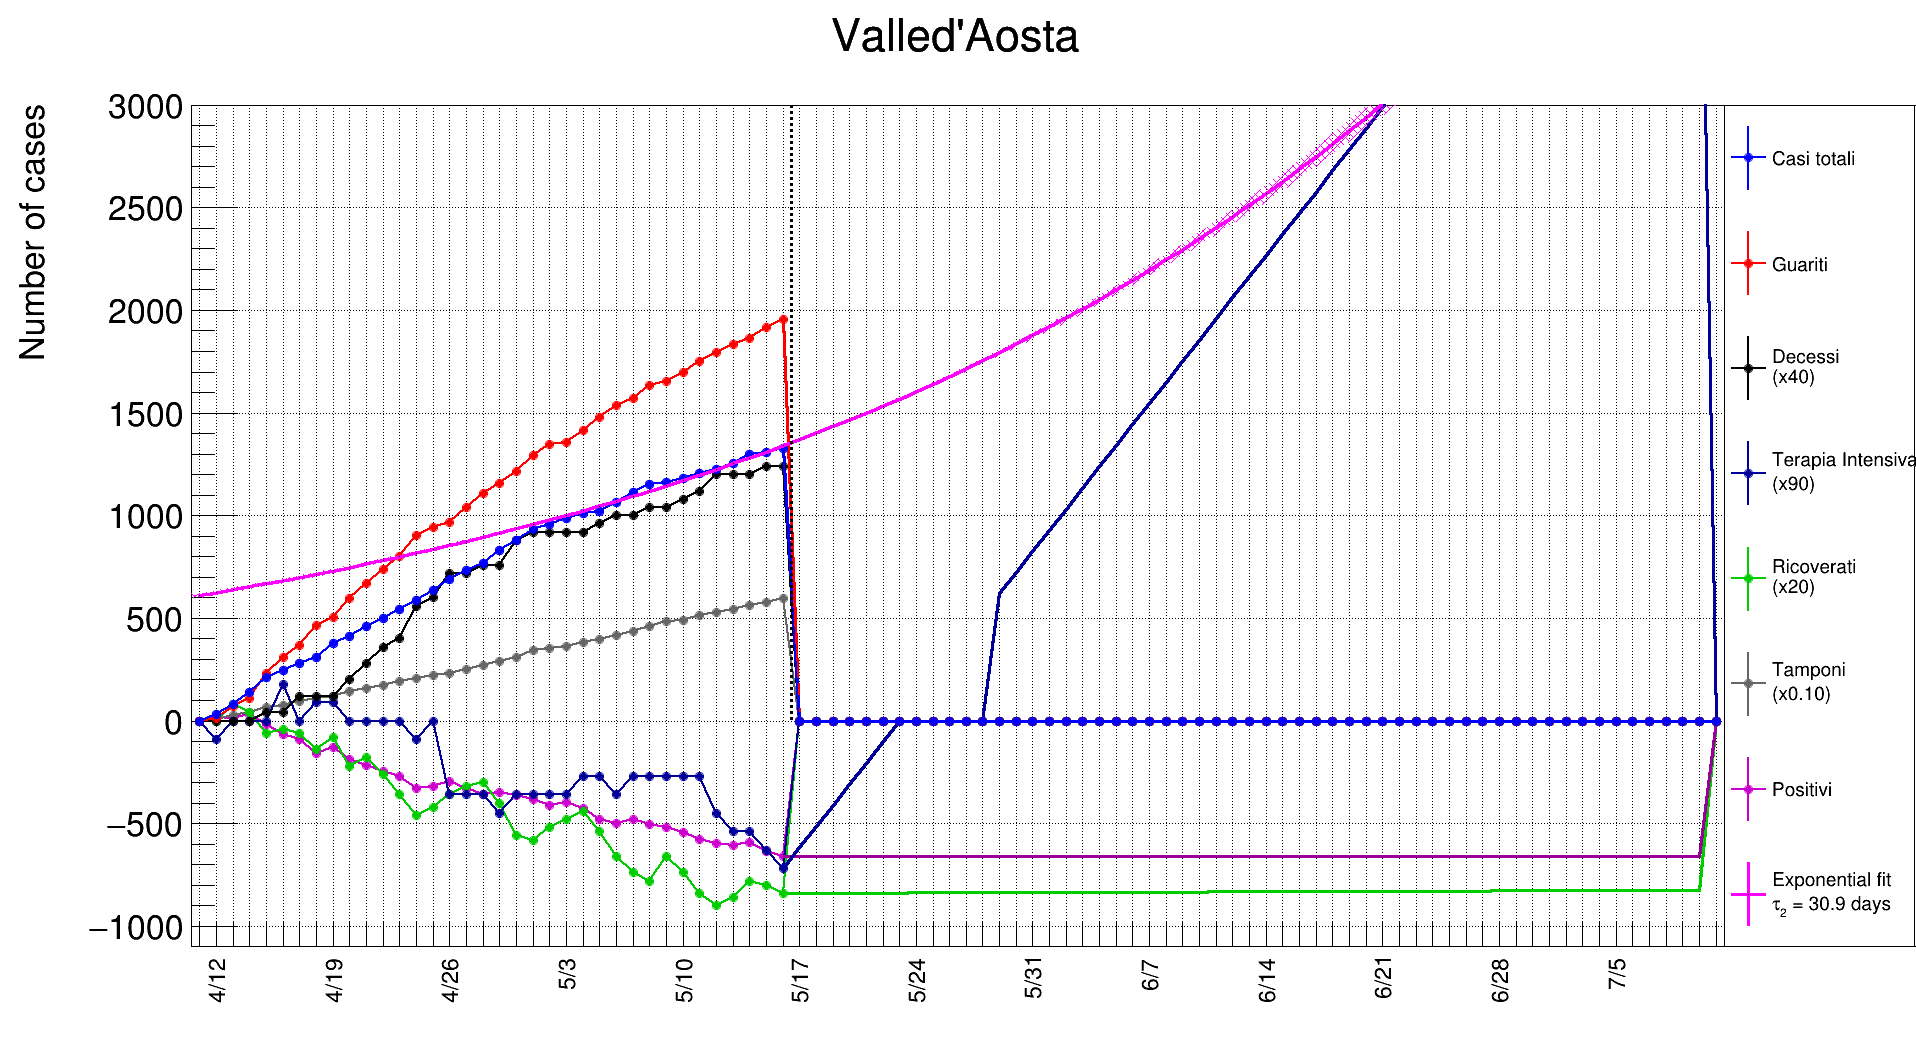 Valled'Aosta
Number of cases
3000
2500
2000
1500
1000
500
0
−500
−1000
4/12
4/19
4/26
5/3
5/10
5/17
5/24
5/31
6/7
6/14
6/21
6/28
7/5
Casi totali
Guariti
Decessi
(x40)
Terapia Intensiva
(x90)
Ricoverati
(x20)
Tamponi
(x0.10)
Positivi
Exponential fit
τ2 = 30.9 days